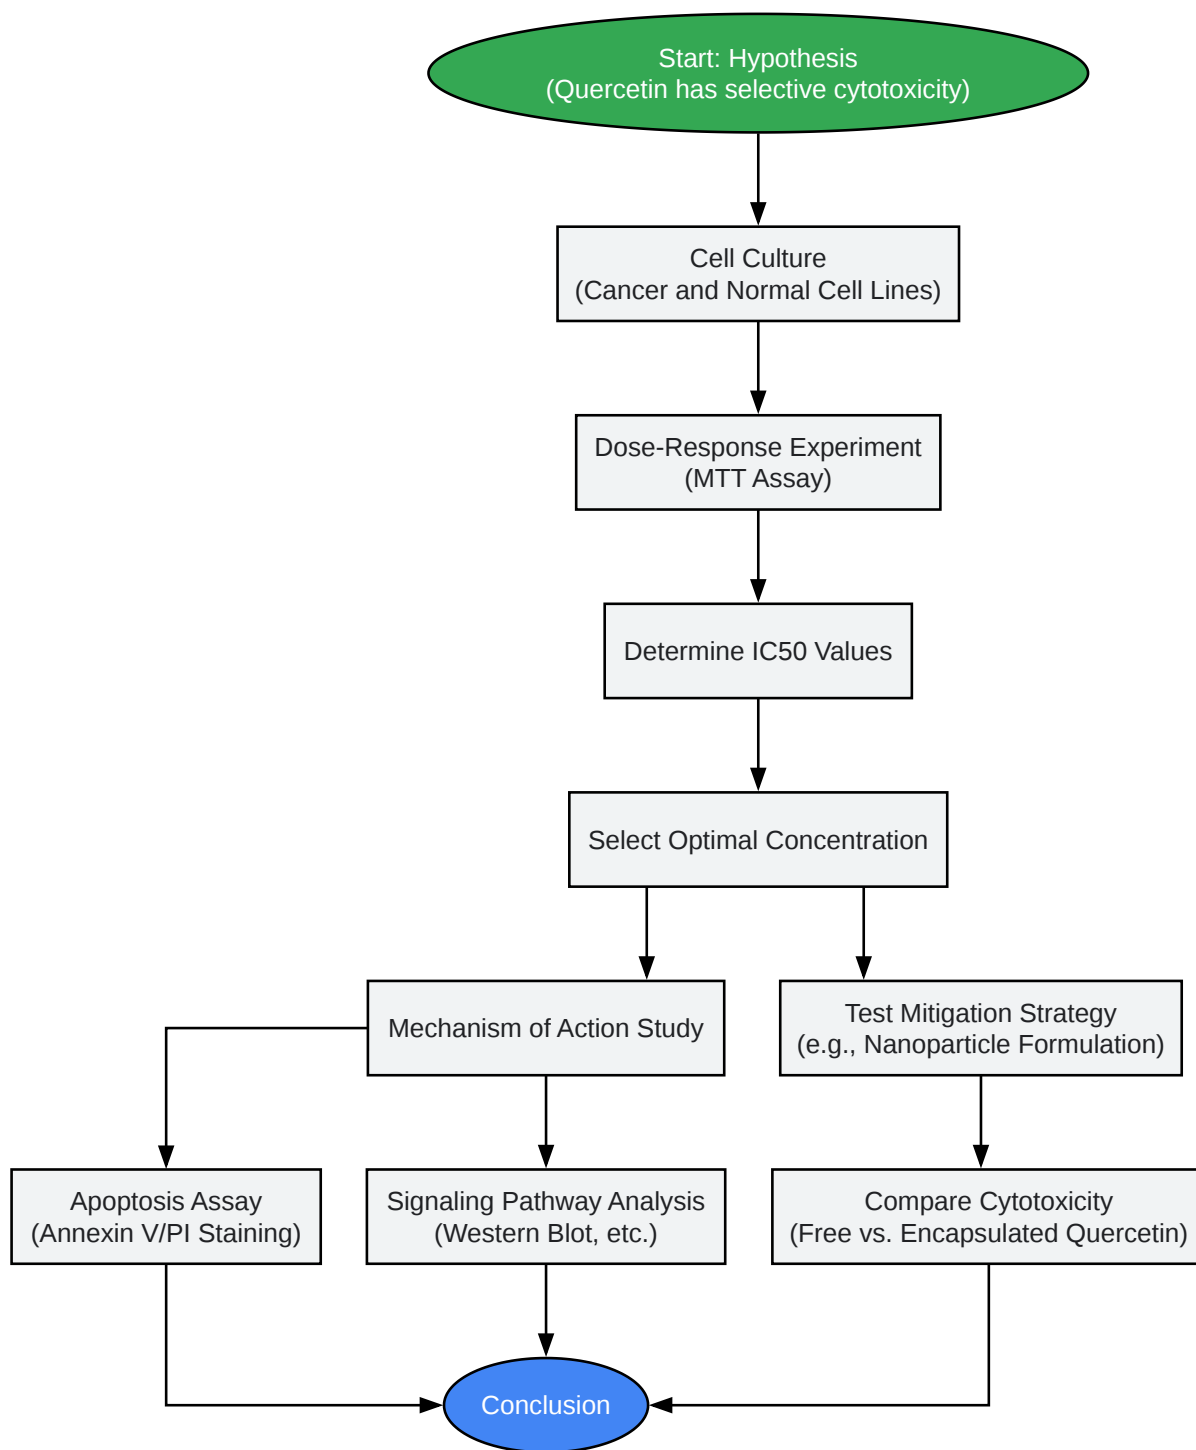 Start: Hypothesis
(Quercetin has selective cytotoxicity)
Cell Culture
(Cancer and Normal Cell Lines)
Dose-Response Experiment
(MTT Assay)
Determine IC50 Values
Select Optimal Concentration
Mechanism of Action Study
Test Mitigation Strategy
(e.g., Nanoparticle Formulation)
Apoptosis Assay
(Annexin V/PI Staining)
Signaling Pathway Analysis
(Western Blot, etc.)
Compare Cytotoxicity
(Free vs. Encapsulated Quercetin)
Conclusion